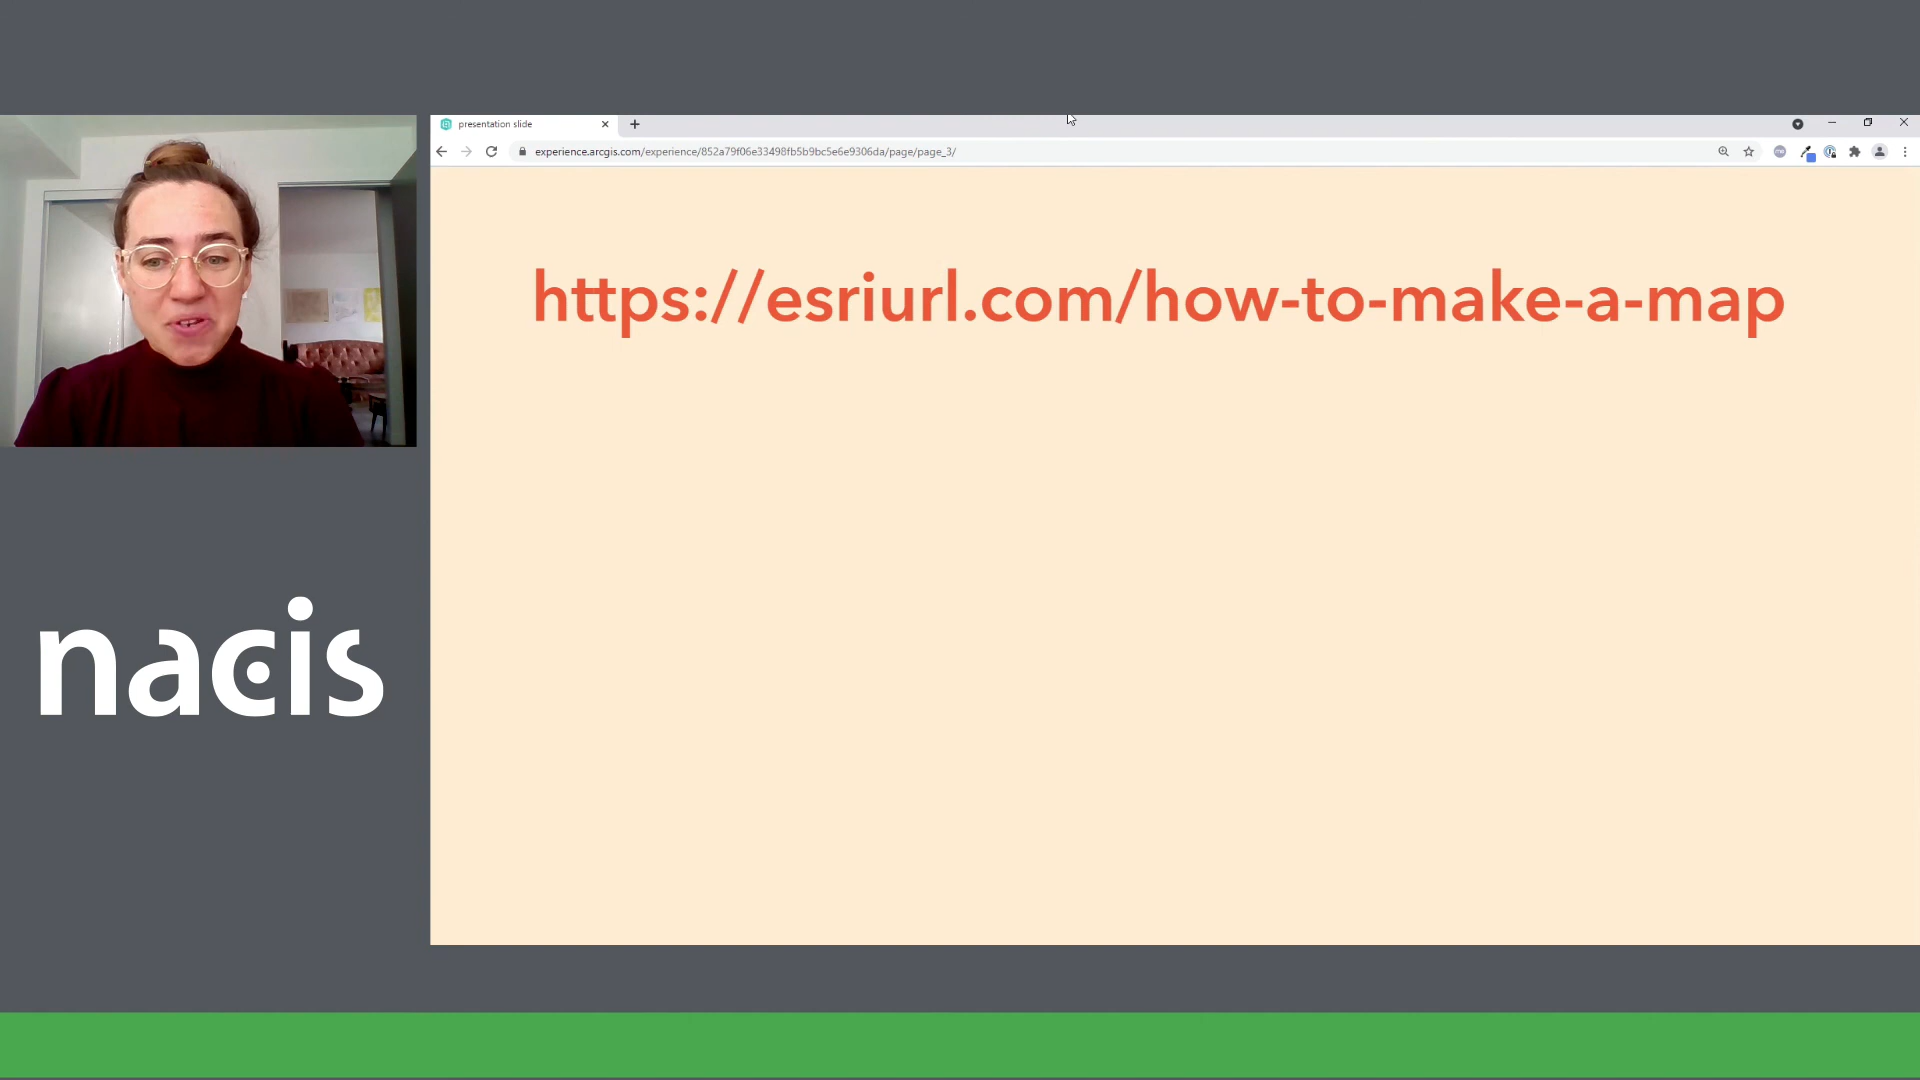 presentation slide
experience.arcgis.com/experience/852a79f06e33498fb5b9bc5e6e9306da/page/page_3/
https://esriurl.com/how-to-make-a-map
nacis